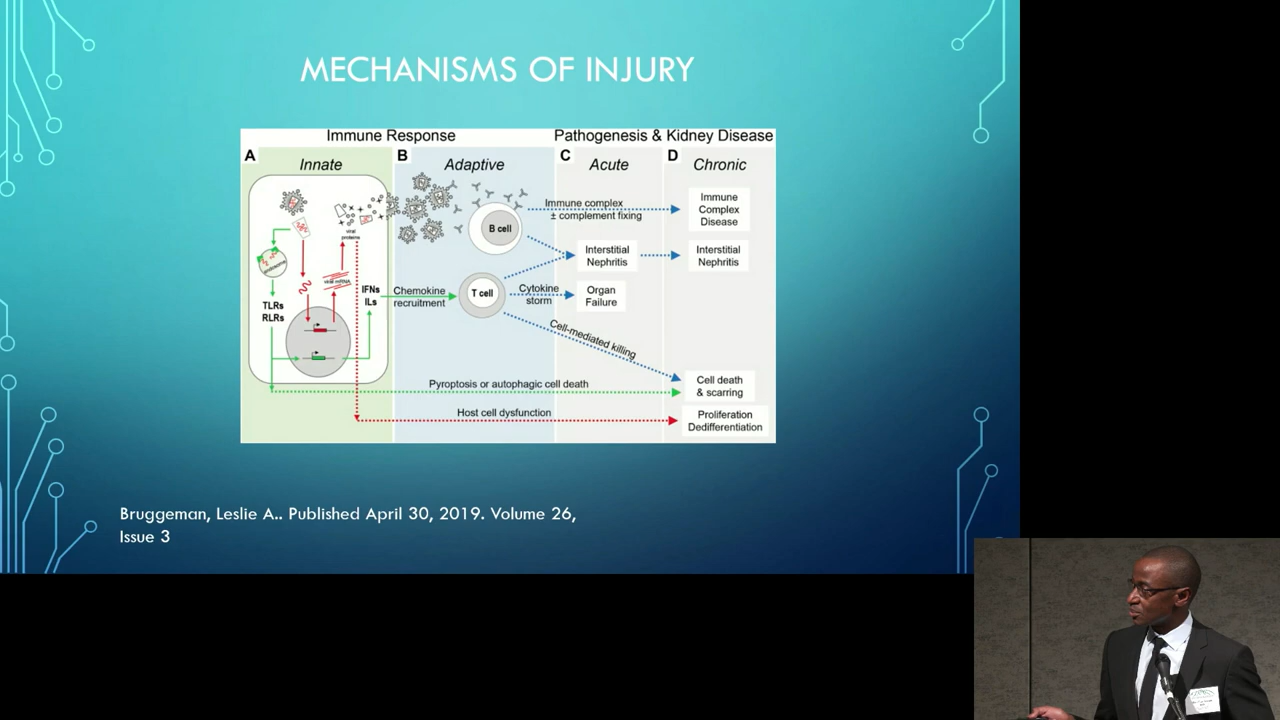 MECHANISMS OF INJURY
Immune Response
Pathogenesis & Kidney Disease
A
Innate
B
Adaptive
C
Acute
D
Chronic
viral
proteins
viral mRNA
TLRs
RLRs
IFNs
ILs
Chemokine
recruitment
B cell
T cell
Immune complex
± complement fixing
Immune
Complex
Disease
Interstitial
Nephritis
Interstitial
Nephritis
Cytokine
storm
Organ
Failure
Cell-mediated killing
Pyroptosis or autophagic cell death
Cell death
& scarring
Host cell dysfunction
Proliferation
Dedifferentiation
Bruggeman, Leslie A.. Published April 30, 2019. Volume 26,
Issue 3